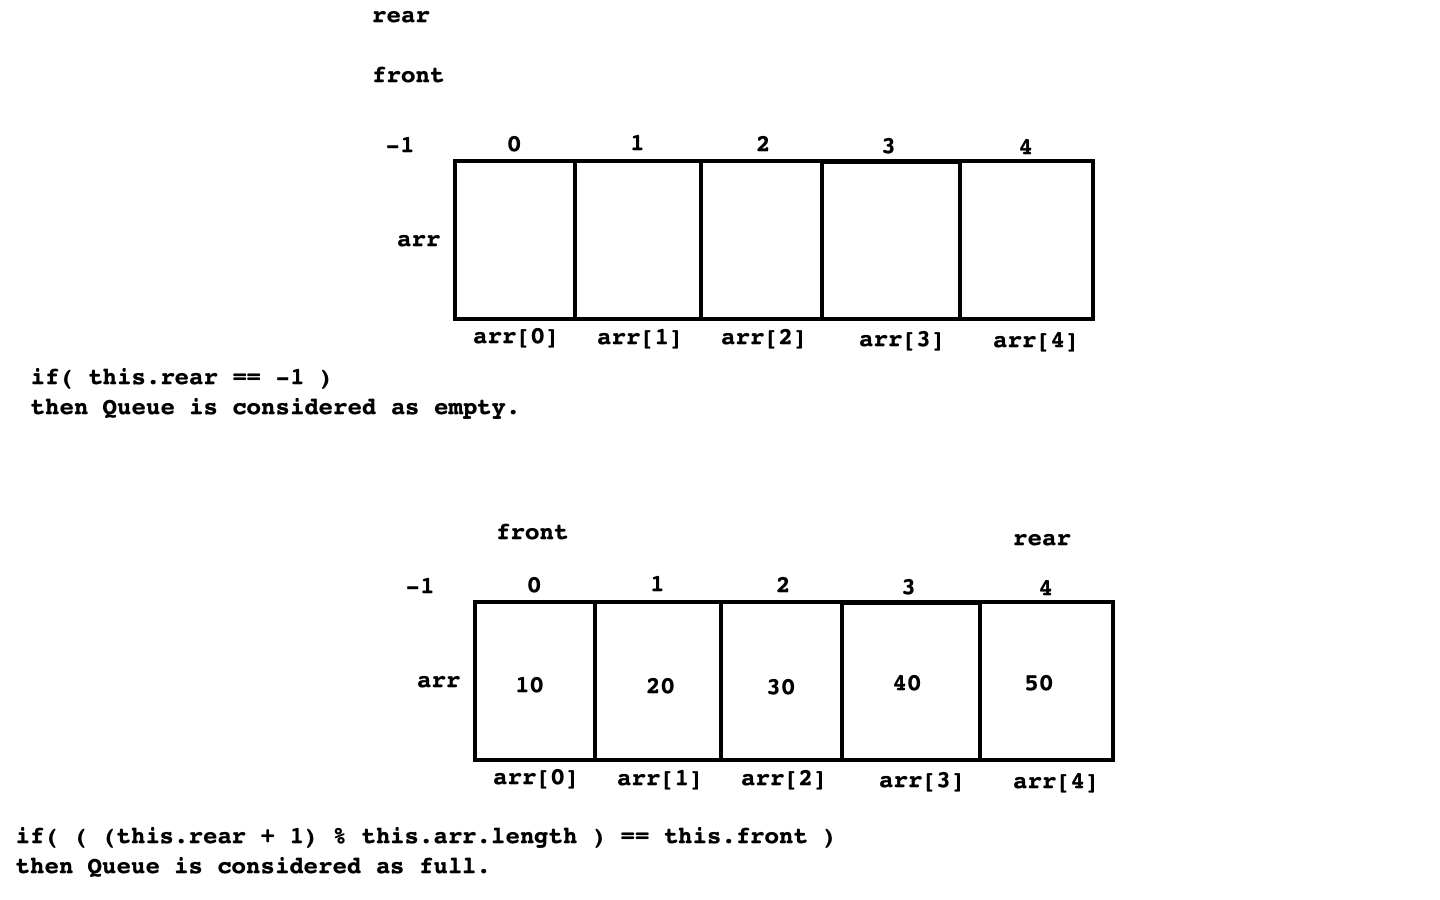 rear
front
-1 0 1 2 3 4
arr
arr[0] arr[1] arr[2] arr[3] arr[4]
if( this.rear == -1 )
then Queue is considered as empty.
front rear
-1 0 1 2 3 4
arr 10 20 30 40 50
arr[0] arr[1] arr[2] arr[3] arr[4]
if( ( (this.rear + 1) % this.arr.length ) == this.front )
then Queue is considered as full.